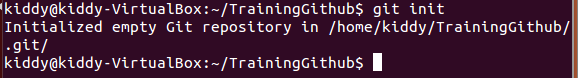 kiddy@kiddy-VirtualBox:~/TrainingGithub$ git init
Initialized empty Git repository in /home/kiddy/TrainingGithub/
.git/
kiddy@kiddy-VirtualBox:~/TrainingGithub$